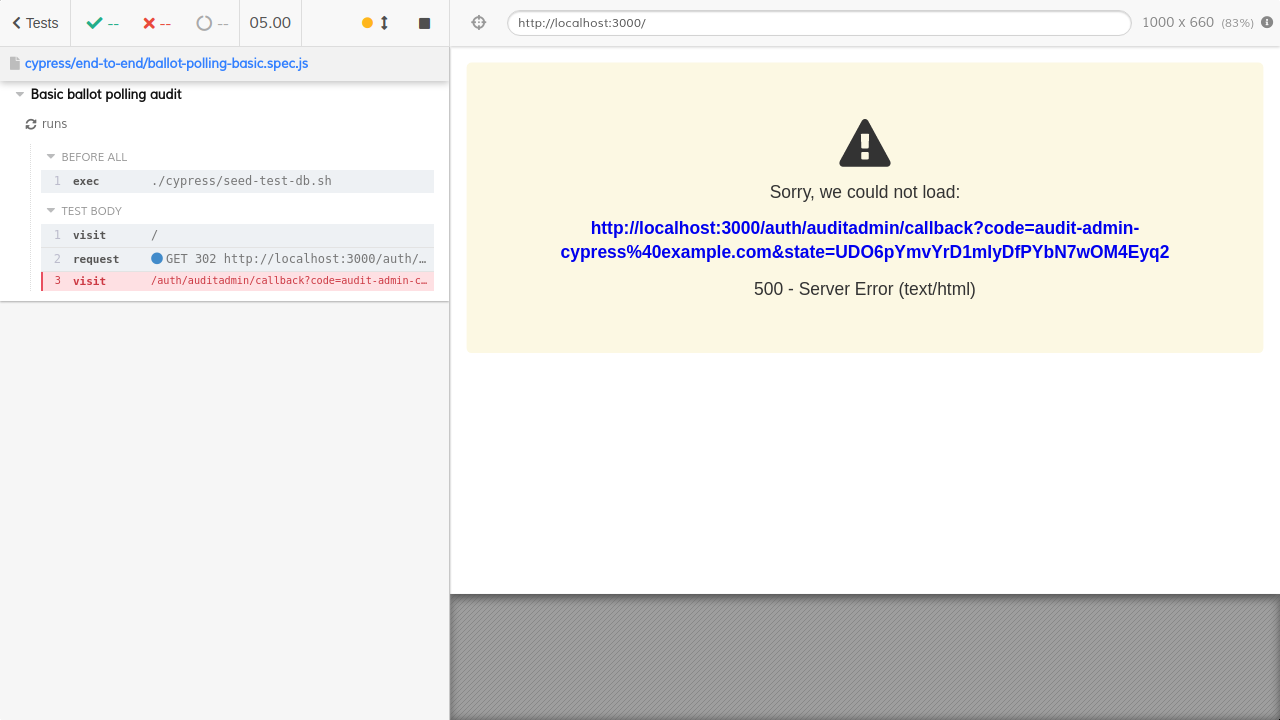 Tests
--
--
--
05.00
http://localhost:3000/
1000 x 660 (83%)
cypress/end-to-end/ballot-polling-basic.spec.js
Basic ballot polling audit
runs
BEFORE ALL
1 exec ./cypress/seed-test-db.sh
TEST BODY
1 visit /
2 request GET 302 http://localhost:3000/auth/…
3 visit /auth/auditadmin/callback?code=audit-admin-c…
Sorry, we could not load:
http://localhost:3000/auth/auditadmin/callback?code=audit-admin-
cypress%40example.com&state=UDO6pYmvYrD1mIyDfPYbN7wOM4Eyq2
500 - Server Error (text/html)